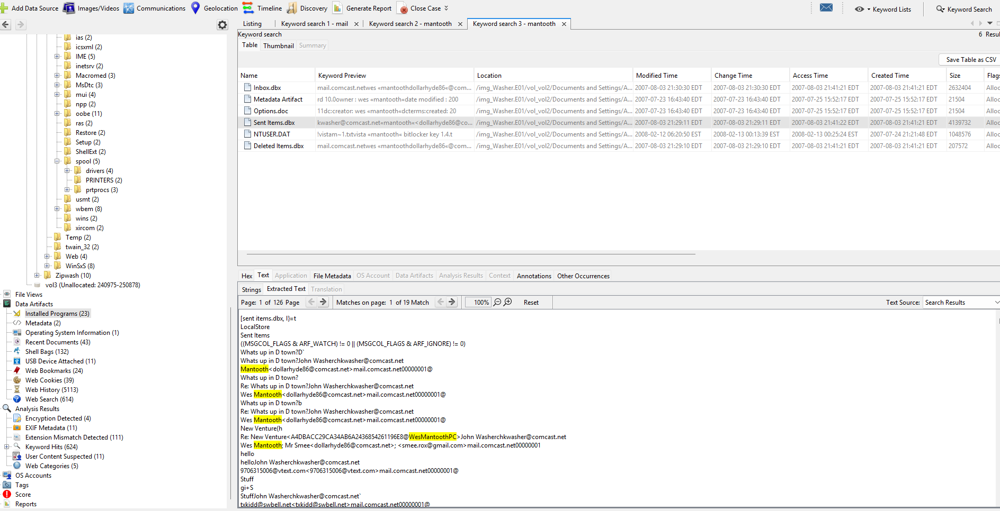 Add Data Source Images/Videos Communications Geolocation Timeline Discovery Generate Report Close Case Keyword Lists Keyword Search
Listing Keyword search 1 - mail Keyword search 2 - mantooth Keyword search 3 - mantooth
Keyword search 6 Resul
Table Thumbnail Summary
Save Table as CSV
Name Keyword Preview Location Modified Time Change Time Access Time Created Time Size Flags
Inbox.dbx mail.comcast.netwes «mantoothdollarhyde86«@com... /img_Washer.E01/vol_vol2/Documents and Settings/A... 2007-08-03 21:30:30 EDT 2007-08-03 21:30:30 EDT 2007-08-03 21:41:21 EDT 2007-08-03 21:41:21 EDT 2632404 Alloc
Metadata Artifact rd 10.0owner : wes «mantooth«date modified : 200 /img_Washer.E01/vol_vol2/Documents and Settings/A... 2007-07-23 16:43:40 EDT 2007-07-23 16:43:40 EDT 2007-07-25 15:52:17 EDT 2007-07-25 15:52:17 EDT 21504 Alloc
Options.doc 11dc:creator: wes «mantooth«dcterms:created: 20 /img_Washer.E01/vol_vol2/Documents and Settings/A... 2007-07-23 16:43:40 EDT 2007-07-23 16:43:40 EDT 2007-07-25 15:52:17 EDT 2007-07-25 15:52:17 EDT 21504 Alloc
Sent Items.dbx kwasher@comcast.net«mantooth«<dollarhyde86@co... /img_Washer.E01/vol_vol2/Documents and Settings/A... 2007-08-03 21:29:11 EDT 2007-08-03 21:29:11 EDT 2007-08-03 21:41:22 EDT 2007-08-03 21:41:21 EDT 4139732 Alloc
NTUSER.DAT !vistam~1.txtvista «mantooth« bitlocker key 1.4.t /img_Washer.E01/vol_vol2/Documents and Settings/A... 2008-02-12 06:20:50 EST 2008-02-13 00:13:39 EST 2008-02-13 00:25:24 EST 2007-07-24 21:21:48 EDT 1048576 Alloc
Deleted Items.dbx mail.comcast.netwes «mantoothdollarhyde86«@com... /img_Washer.E01/vol_vol2/Documents and Settings/A... 2007-08-03 21:29:10 EDT 2007-08-03 21:29:10 EDT 2007-08-03 21:41:21 EDT 2007-08-03 21:41:21 EDT 207572 Alloc
ias (2)
icsxml (2)
IME (5)
inetsrv (2)
Macromed (3)
MsDtc (3)
mui (4)
npp (2)
oobe (11)
ras (2)
Restore (2)
Setup (2)
ShellExt (2)
spool (5)
drivers (4)
PRINTERS (2)
prtprocs (3)
usmt (2)
wbem (8)
wins (2)
xircom (2)
Temp (2)
twain_32 (2)
Web (4)
WinSxS (8)
Zipwash (10)
vol3 (Unallocated: 240975-250878)
File Views
Data Artifacts
Installed Programs (23)
Metadata (2)
Operating System Information (1)
Recent Documents (43)
Shell Bags (132)
USB Device Attached (11)
Web Bookmarks (24)
Web Cookies (39)
Web History (5113)
Web Search (614)
Analysis Results
Encryption Detected (4)
EXIF Metadata (11)
Extension Mismatch Detected (111)
Keyword Hits (624)
User Content Suspected (11)
Web Categories (5)
OS Accounts
Tags
Score
Reports
Hex Text Application File Metadata OS Account Data Artifacts Analysis Results Context Annotations Other Occurrences
Strings Extracted Text Translation
Page: 1 of 126 Page Matches on page: 1 of 19 Match 100% Reset Text Source: Search Results
[sent items.dbx, l}=t
LocalStore
Sent Items
((MSGCOL_FLAGS & ARF_WATCH) != 0 || (MSGCOL_FLAGS & ARF_IGNORE) != 0)
Whats up in D town?D`
Whats up in D town?John Washerchkwasher@comcast.net
Mantooth<dollarhyde86@comcast.net>mail.comcast.net00000001@
Whats up in D town?
Re: Whats up in D town?John Washerchkwasher@comcast.net
Wes Mantooth<dollarhyde86@comcast.net>mail.comcast.net00000001@
Whats up in D town?b
Re: Whats up in D town?John Washerchkwasher@comcast.net
Wes Mantooth<dollarhyde86@comcast.net>mail.comcast.net00000001@
New Venture(h
Re: New Venture<A4DBACC29CA34AB6A2436854261196E8@WesMantoothPC>John Washerchkwasher@comcast.net
Wes Mantooth; Mr Smee<dollarhyde86@comcast.net>; <smee.rox@gmail.com>mail.comcast.net00000001
hello
helloJohn Washerchkwasher@comcast.net
9706315006@vtext.com<9706315006@vtext.com>mail.comcast.net00000001@
Stuff
gi+S
StuffJohn Washerchkwasher@comcast.net`
txkidd@swbell.net<txkidd@swbell.net>mail.comcast.net00000001@